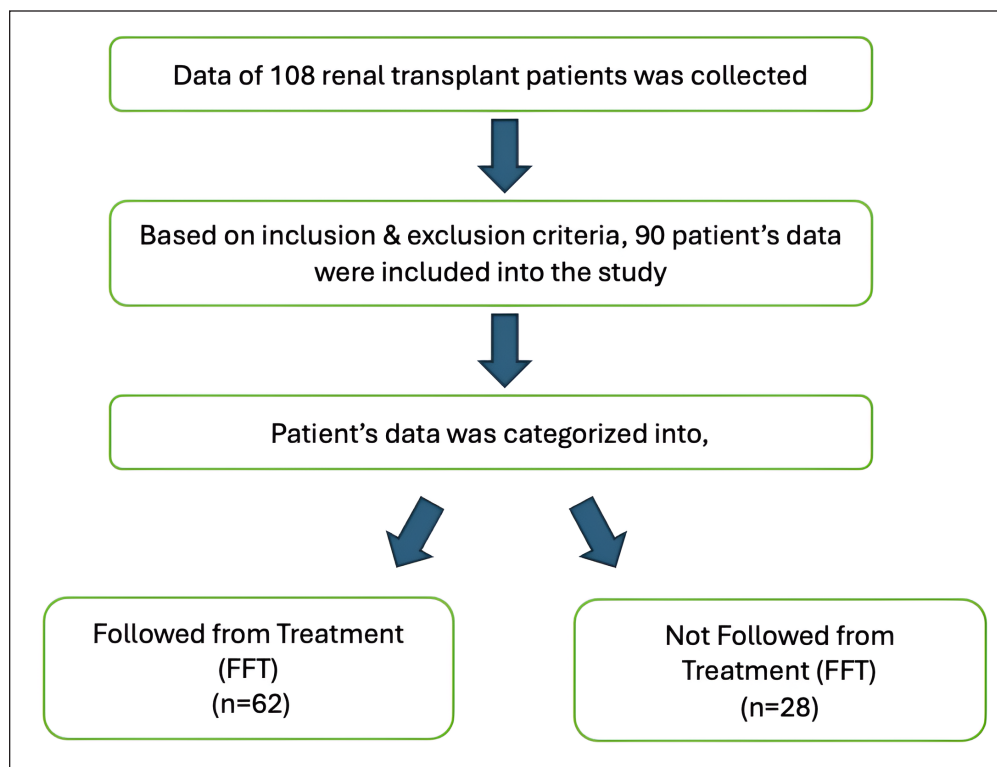 Data of 108 renal transplant patients was collected
Based on inclusion & exclusion criteria, 90 patient’s data
were included into the study
Patient’s data was categorized into,
Followed from Treatment
(FFT)
(n=62)
Not Followed from
Treatment (FFT)
(n=28)